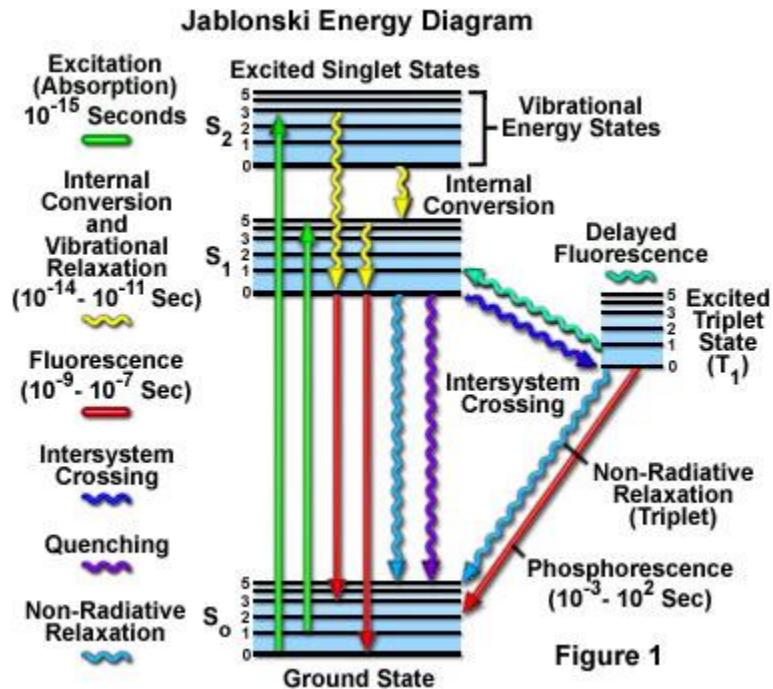 Jablonski Energy Diagram
Excitation
(Absorption)
10⁻¹⁵ Seconds
Internal
Conversion
and
Vibrational
Relaxation
(10⁻¹⁴ - 10⁻¹¹ Sec)
Fluorescence
(10⁻⁹ - 10⁻⁷ Sec)
Intersystem
Crossing
Quenching
Non-Radiative
Relaxation
Excited Singlet States
S₂
5
3
2
1
0
Vibrational
Energy States
Internal
Conversion
S₁
5
4
3
2
1
0
Delayed
Fluorescence
5
4
3
2
1
0
Excited
Triplet
State
(T₁)
Intersystem
Crossing
Non-Radiative
Relaxation
(Triplet)
Phosphorescence
(10⁻³ - 10² Sec)
S₀
5
4
3
2
1
0
Ground State
Figure 1